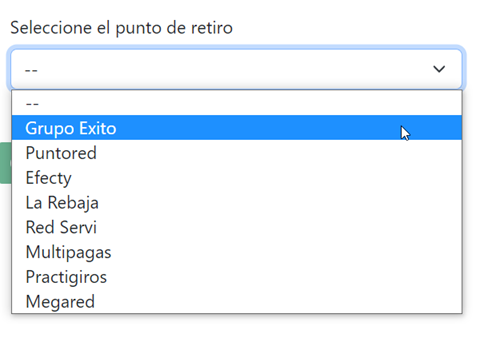 Seleccione el punto de retiro
--
--
Grupo Exito
Puntored
Efecty
La Rebaja
Red Servi
Multipagas
Practigiros
Megared